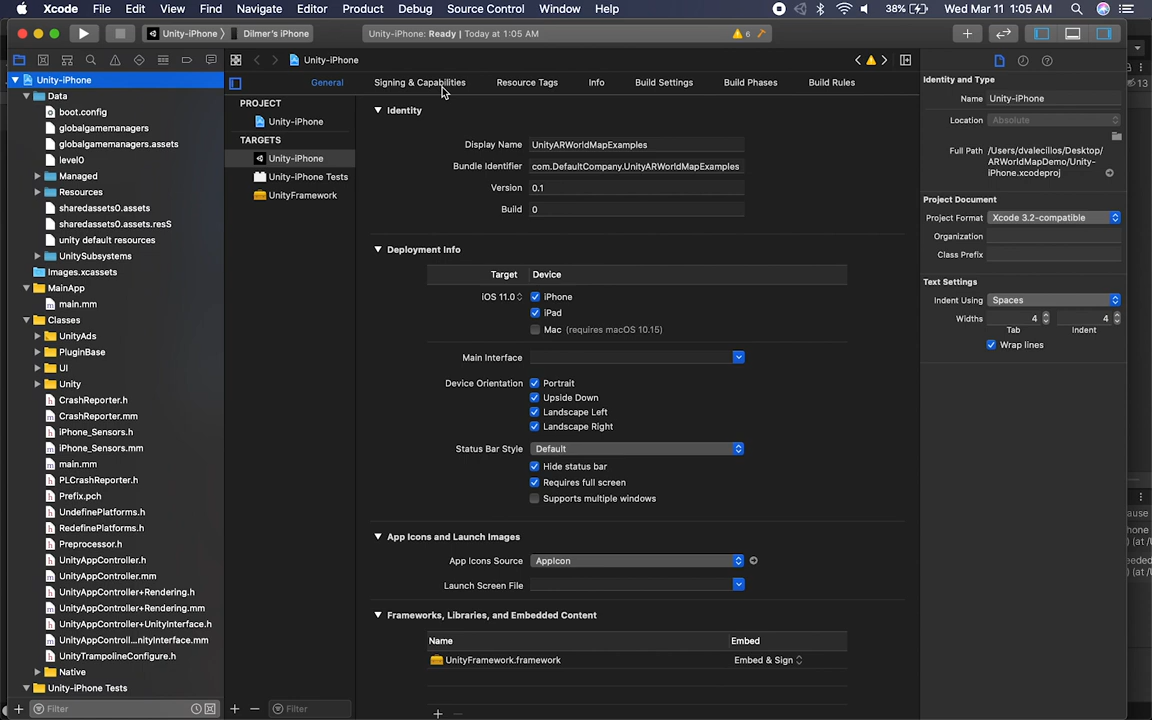 Xcode File Edit View Find Navigate Editor Product Debug Source Control Window Help 38% Wed Mar 11 1:05 AM
Unity-iPhone Dilmer's iPhone Unity-iPhone: Ready | Today at 1:05 AM 6
Unity-iPhone
Unity-iPhone
Data
boot.config
globalgamemanagers
globalgamemanagers.assets
level0
Managed
Resources
sharedassets0.assets
sharedassets0.assets.resS
unity default resources
UnitySubsystems
Images.xcassets
MainApp
main.mm
Classes
UnityAds
PluginBase
UI
Unity
CrashReporter.h
CrashReporter.mm
iPhone_Sensors.h
iPhone_Sensors.mm
main.mm
PLCrashReporter.h
Prefix.pch
UndefinePlatforms.h
RedefinePlatforms.h
Preprocessor.h
UnityAppController.h
UnityAppController.mm
UnityAppController+Rendering.h
UnityAppController+Rendering.mm
UnityAppController+UnityInterface.h
UnityAppControll...nityInterface.mm
UnityTrampolineConfigure.h
Native
Unity-iPhone Tests
Filter
General Signing & Capabilities Resource Tags Info Build Settings Build Phases Build Rules
PROJECT
Unity-iPhone
TARGETS
Unity-iPhone
Unity-iPhone Tests
UnityFramework
Filter
Identity
Display Name UnityARWorldMapExamples
Bundle Identifier com.DefaultCompany.UnityARWorldMapExamples
Version 0.1
Build 0
Deployment Info
Target Device
iOS 11.0 iPhone
iPad
Mac (requires macOS 10.15)
Main Interface
Device Orientation Portrait
Upside Down
Landscape Left
Landscape Right
Status Bar Style Default
Hide status bar
Requires full screen
Supports multiple windows
App Icons and Launch Images
App Icons Source AppIcon
Launch Screen File
Frameworks, Libraries, and Embedded Content
Name Embed
UnityFramework.framework Embed & Sign
Identity and Type
Name Unity-iPhone
Location Absolute
Full Path /Users/dvalecillos/Desktop/
ARWorldMapDemo/Unity-
iPhone.xcodeproj
Project Document
Project Format Xcode 3.2-compatible
Organization
Class Prefix
Text Settings
Indent Using Spaces
Widths 4 4
Tab Indent
Wrap lines
13
ause
hone
) (at /
eeded
(at /